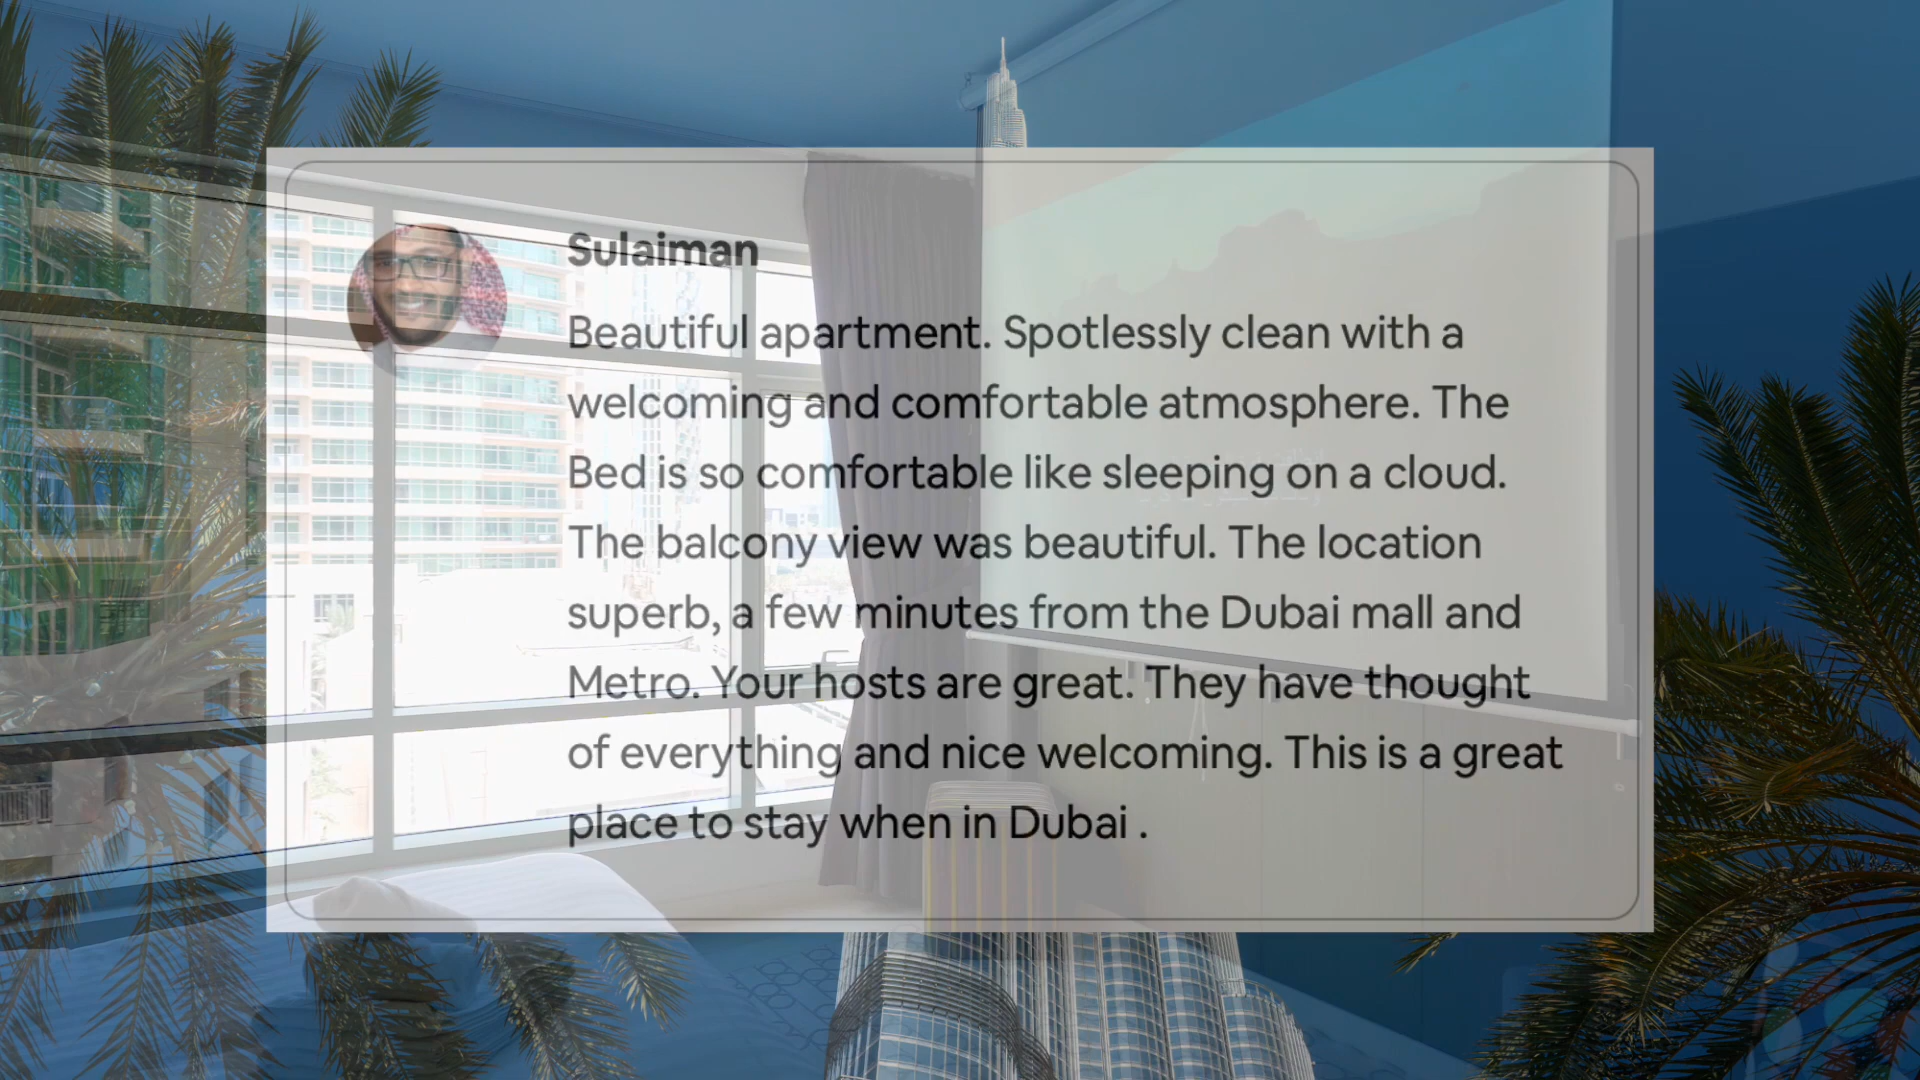 Sulaiman
Beautiful apartment. Spotlessly clean with a
welcoming and comfortable atmosphere. The
Bed is so comfortable like sleeping on a cloud.
The balcony view was beautiful. The location
superb, a few minutes from the Dubai mall and
Metro. Your hosts are great. They have thought
of everything and nice welcoming. This is a great
place to stay when in Dubai .